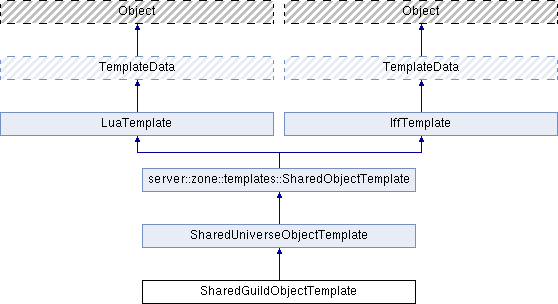 Object
Object
TemplateData
TemplateData
LuaTemplate
IffTemplate
server::zone::templates::SharedObjectTemplate
SharedUniverseObjectTemplate
SharedGuildObjectTemplate